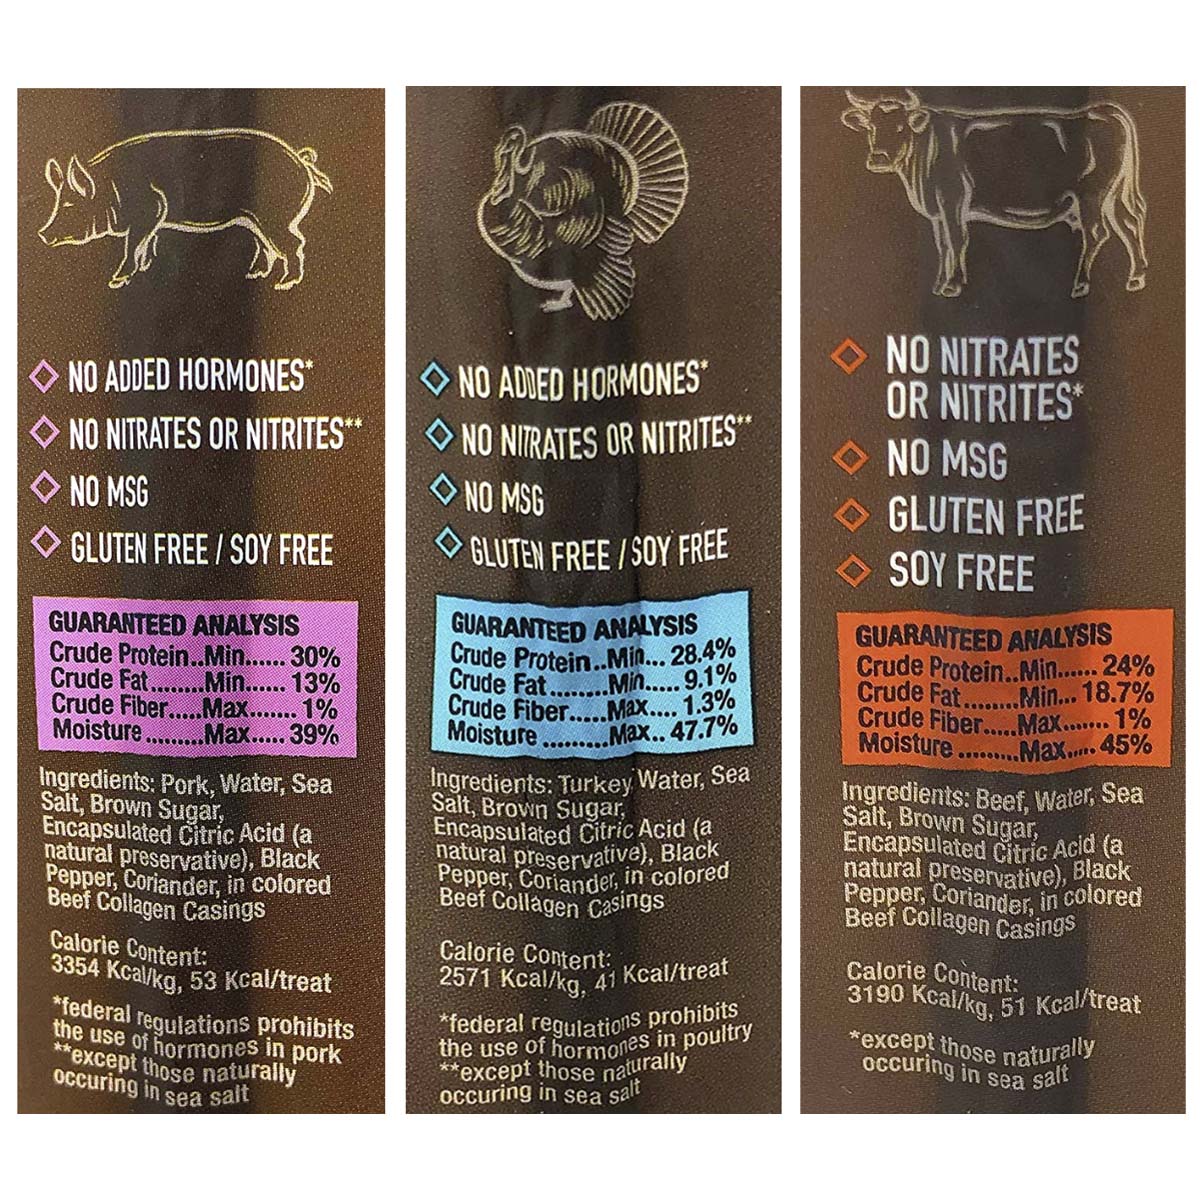 NO ADDED HORMONES*
NO NITRATES OR NITRITES**
NO MSG
GLUTEN FREE / SOY FREE
GUARANTEED ANALYSIS
Crude Protein..Min...... 30%
Crude Fat........Min...... 13%
Crude Fiber.....Max....... 1%
Moisture .........Max..... 39%
Ingredients: Pork, Water, Sea
Salt, Brown Sugar,
Encapsulated Citric Acid (a
natural preservative), Black
Pepper, Coriander, in colored
Beef Collagen Casings
Calorie Content:
3354 Kcal/kg, 53 Kcal/treat
*federal regulations prohibits
the use of hormones in pork
**except those naturally
occuring in sea salt
NO ADDED HORMONES*
NO NITRATES OR NITRITES**
NO MSG
GLUTEN FREE / SOY FREE
GUARANTEED ANALYSIS
Crude Protein..Min... 28.4%
Crude Fat........Min..... 9.1%
Crude Fiber.....Max.... 1.3%
Moisture .........Max.. 47.7%
Ingredients: Turkey Water, Sea
Salt, Brown Sugar,
Encapsulated Citric Acid (a
natural preservative), Black
Pepper, Coriander, in colored
Beef Collagen Casings
Calorie Content:
2571 Kcal/kg, 41 Kcal/treat
*federal regulations prohibits
the use of hormones in poultry
**except those naturally
occuring in sea salt
NO NITRATES
OR NITRITES*
NO MSG
GLUTEN FREE
SOY FREE
GUARANTEED ANALYSIS
Crude Protein..Min...... 24%
Crude Fat........Min... 18.7%
Crude Fiber.....Max....... 1%
Moisture .........Max..... 45%
Ingredients: Beef, Water, Sea
Salt, Brown Sugar,
Encapsulated Citric Acid (a
natural preservative), Black
Pepper, Coriander, in colored
Beef Collagen Casings
Calorie Content:
3190 Kcal/kg, 51 Kcal/treat
*except those naturally
occuring in sea salt